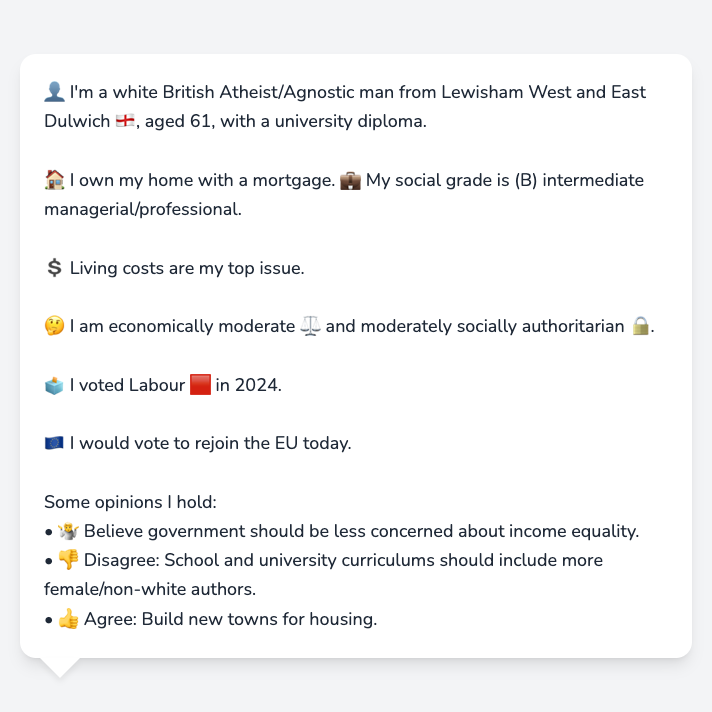 👤 I'm a white British Atheist/Agnostic man from Lewisham West and East
Dulwich 🏴󠁧󠁢󠁥󠁮󠁧󠁿, aged 61, with a university diploma.
🏠 I own my home with a mortgage. 💼 My social grade is (B) intermediate
managerial/professional.
💲 Living costs are my top issue.
🤔 I am economically moderate ⚖️ and moderately socially authoritarian 🔒.
🗳️ I voted Labour 🟥 in 2024.
🇪🇺 I would vote to rejoin the EU today.
Some opinions I hold:
• 🤷 Believe government should be less concerned about income equality.
• 👎 Disagree: School and university curriculums should include more
female/non-white authors.
• 👍 Agree: Build new towns for housing.